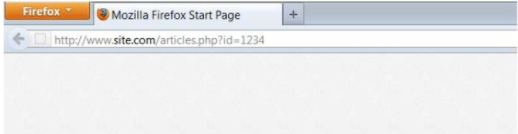 Firefox
Mozilla Firefox Start Page
+
http://www.site.com/articles.php?id=1234